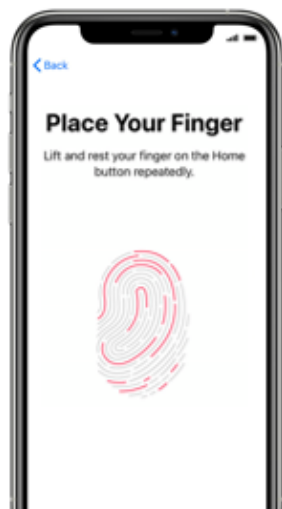 Back
Place Your Finger
Lift and rest your finger on the Home
button repeatedly.